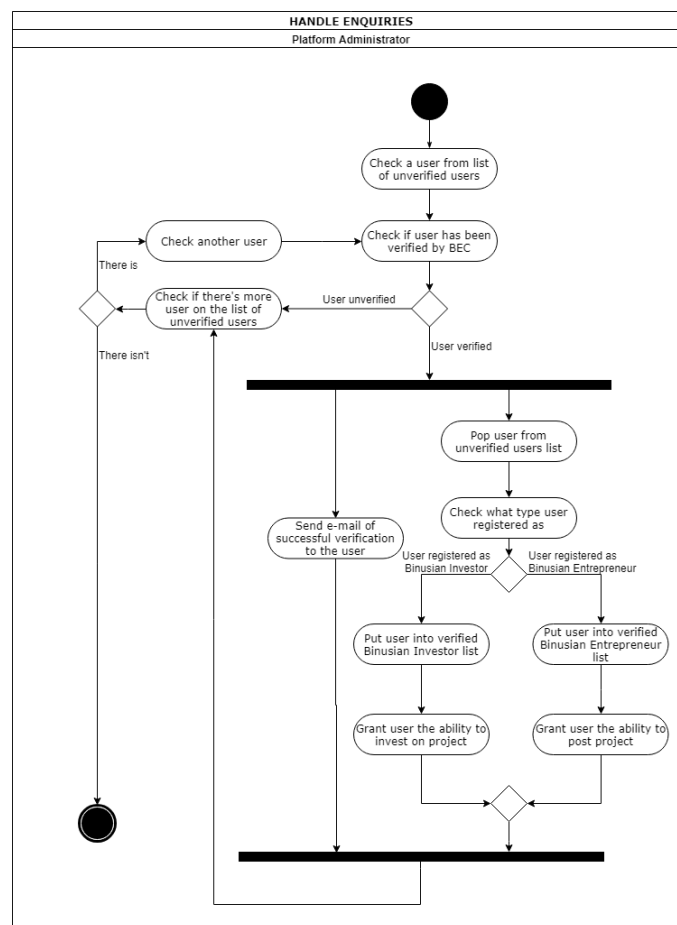 HANDLE ENQUIRIES
Platform Administrator
Check a user from list
of unverified users
Check another user
Check if user has been
verified by BEC
There is
Check if there's more
user on the list of
unverified users
User unverified
User verified
There isn't
Pop user from
unverified users list
Check what type user
registered as
Send e-mail of
successful verification
to the user
User registered as
Binusian Investor
User registered as
Binusian Entrepreneur
Put user into verified
Binusian Investor list
Put user into verified
Binusian Entrepreneur
list
Grant user the ability to
invest on project
Grant user the ability to
post project